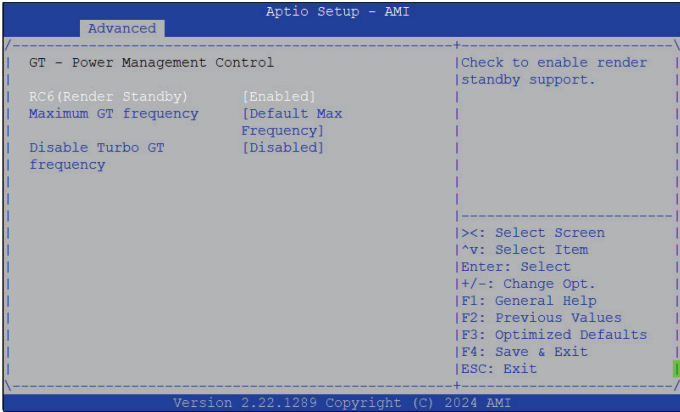 Aptio Setup - AMI
Advanced
GT - Power Management Control
RC6(Render Standby) [Enabled]
Maximum GT frequency [Default Max
Frequency]
Disable Turbo GT [Disabled]
frequency
Check to enable render
standby support.
><: Select Screen
^v: Select Item
Enter: Select
+/-: Change Opt.
F1: General Help
F2: Previous Values
F3: Optimized Defaults
F4: Save & Exit
ESC: Exit
Version 2.22.1289 Copyright (C) 2024 AMI